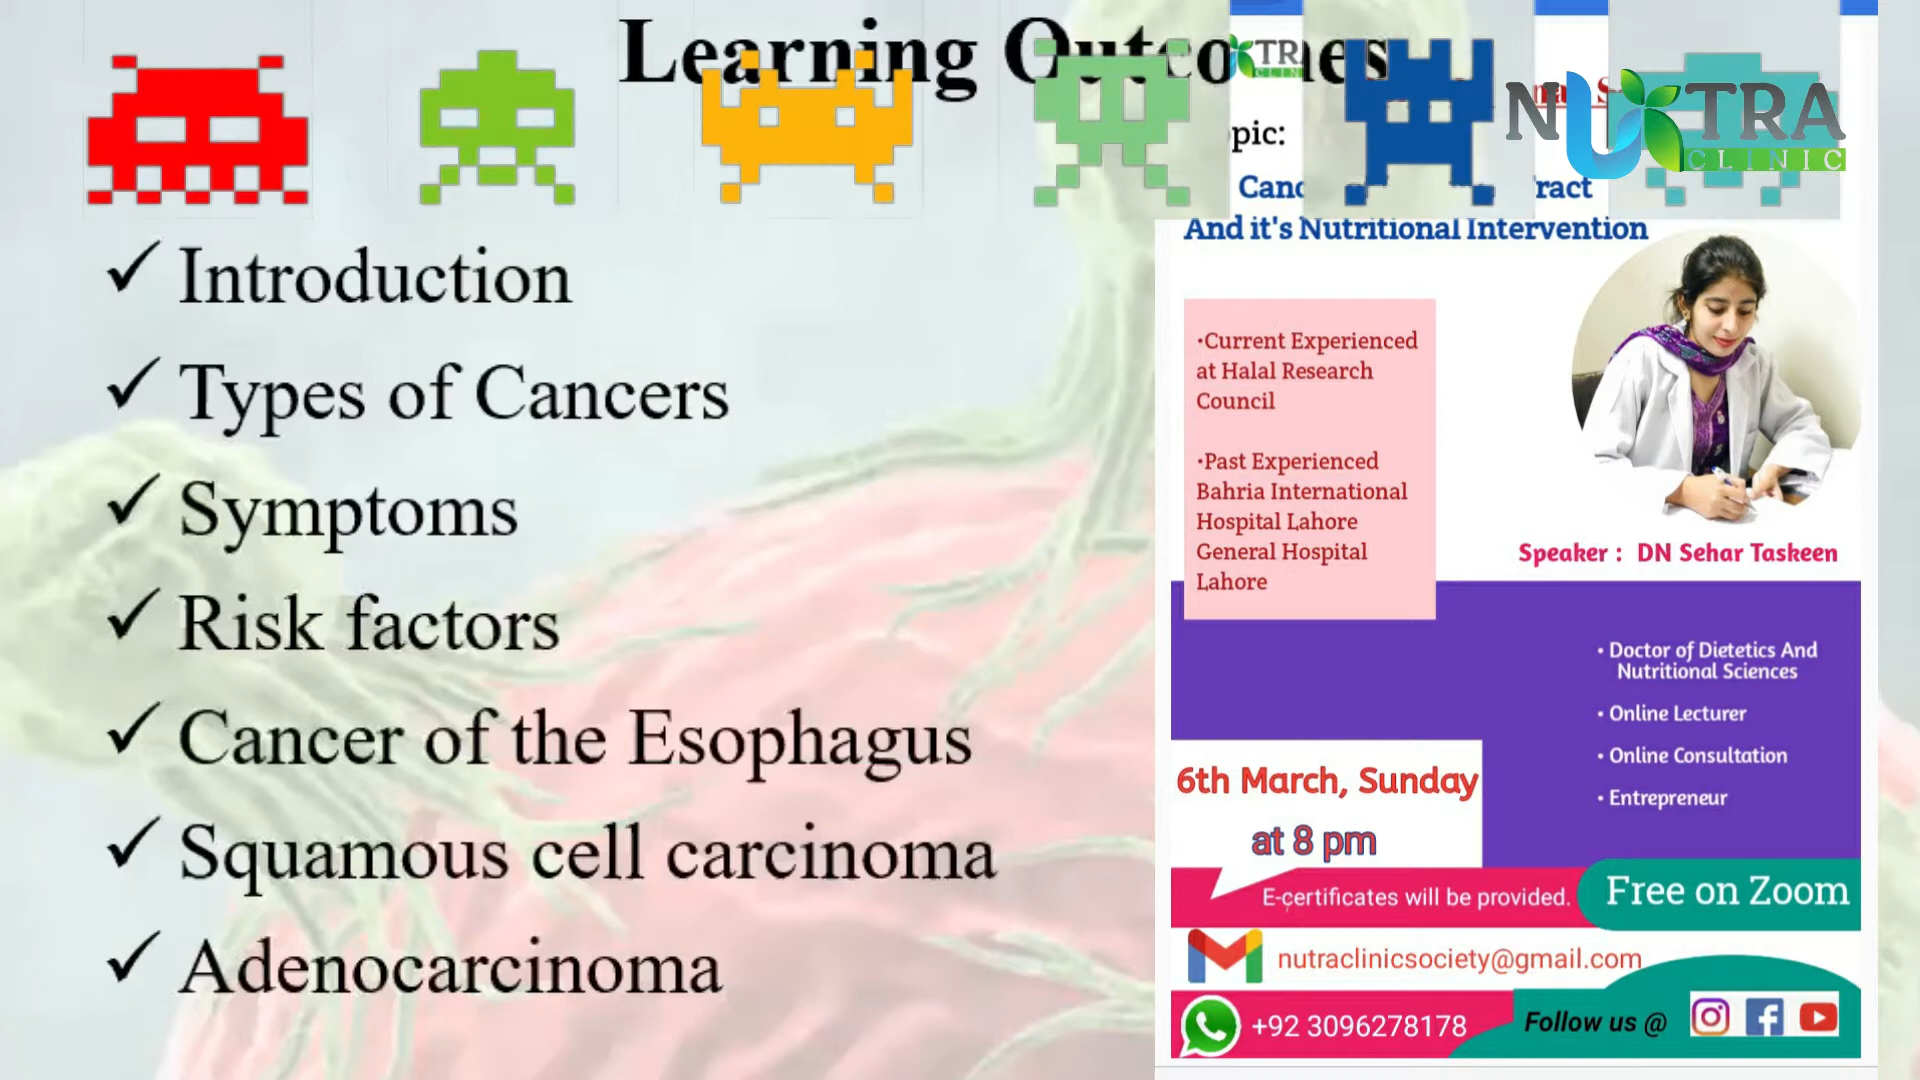 Learning Outcomes
Introduction
Types of Cancers
Symptoms
Risk factors
Cancer of the Esophagus
Squamous cell carcinoma
Adenocarcinoma
NUTRA
CLINIC
And it's Nutritional Intervention
•Current Experienced
at Halal Research
Council
•Past Experienced
Bahria International
Hospital Lahore
General Hospital
Lahore
Speaker : DN Sehar Taskeen
• Doctor of Dietetics And
Nutritional Sciences
• Online Lecturer
• Online Consultation
• Entrepreneur
6th March, Sunday
at 8 pm
E-certificates will be provided.
Free on Zoom
nutraclinicsociety@gmail.com
+92 3096278178
Follow us @